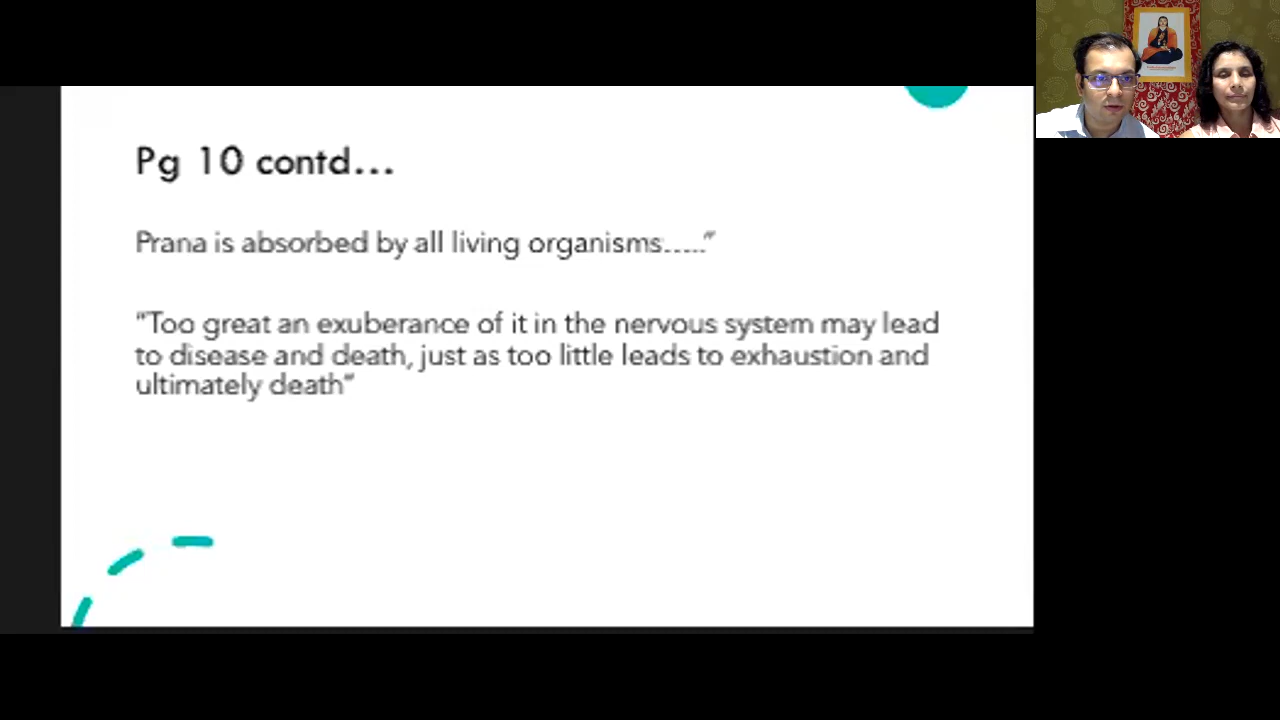 Pg 10 contd...
Prana is absorbed by all living organisms....."
"Too great an exuberance of it in the nervous system may lead
to disease and death, just as too little leads to exhaustion and
ultimately death"